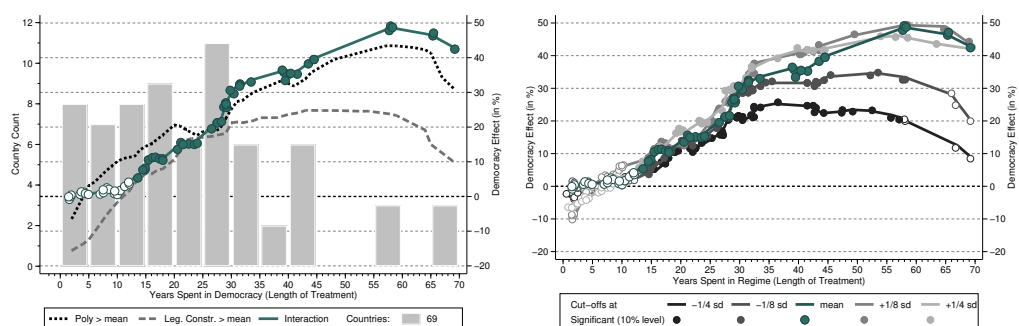 12
10
8
6
4
2
0
Country Count
50
40
30
20
10
0
−10
−20
Democracy Effect (in %)
0 5 10 15 20 25 30 35 40 45 50 55 60 65 70
Years Spent in Democracy (Length of Treatment)
Poly > mean Leg. Constr. > mean Interaction Countries: 69
50
40
30
20
10
0
−10
−20
Democracy Effect (in %)
50
40
30
20
10
0
−10
−20
Democracy Effect (in %)
0 5 10 15 20 25 30 35 40 45 50 55 60 65 70
Years Spent in Regime (Length of Treatment)
Cut−offs at −1/4 sd −1/8 sd mean +1/8 sd +1/4 sd
Significant (10% level)